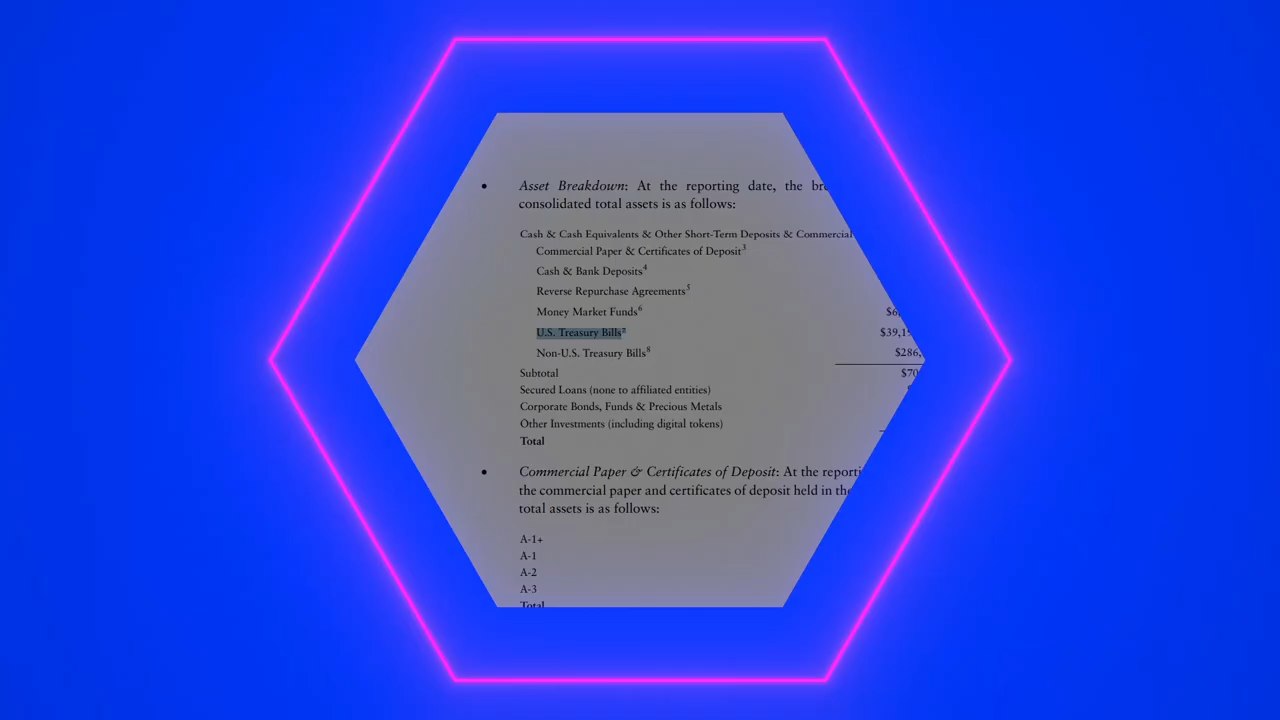 • Asset Breakdown: At the reporting date, the
consolidated total assets is as follows:
Cash & Cash Equivalents & Other Short-Term Deposits & Commercial
Commercial Paper & Certificates of Deposit3
Cash & Bank Deposits4
Reverse Repurchase Agreements5
Money Market Funds6
U.S. Treasury Bills7
Non-U.S. Treasury Bills8 $286,
Subtotal $70
Secured Loans (none to affiliated entities)
Corporate Bonds, Funds & Precious Metals
Other Investments (including digital tokens)
Total
• Commercial Paper & Certificates of Deposit: At the
the commercial paper and certificates of deposit held in the
total assets is as follows:
A-1+
A-1
A-2
A-3
Total